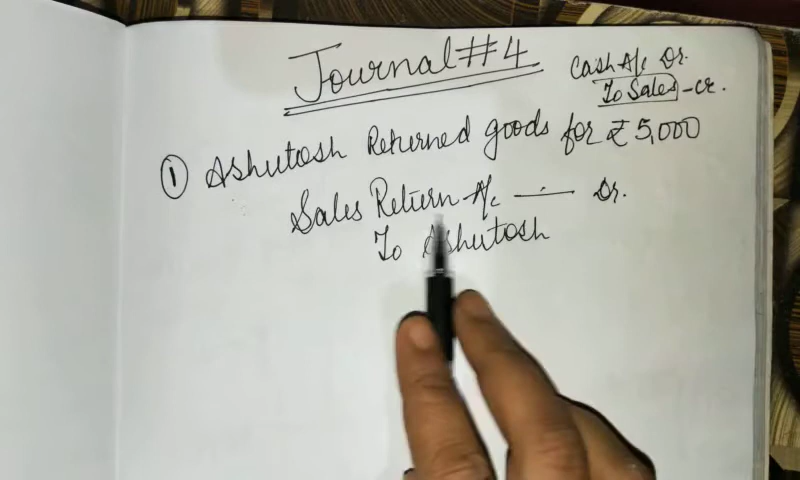 Journal #4
Cash A/c Dr.
To Sales - cr.
① Ashutosh Returned goods for ₹ 5,000
Sales Return A/c — Dr.
To Ashutosh